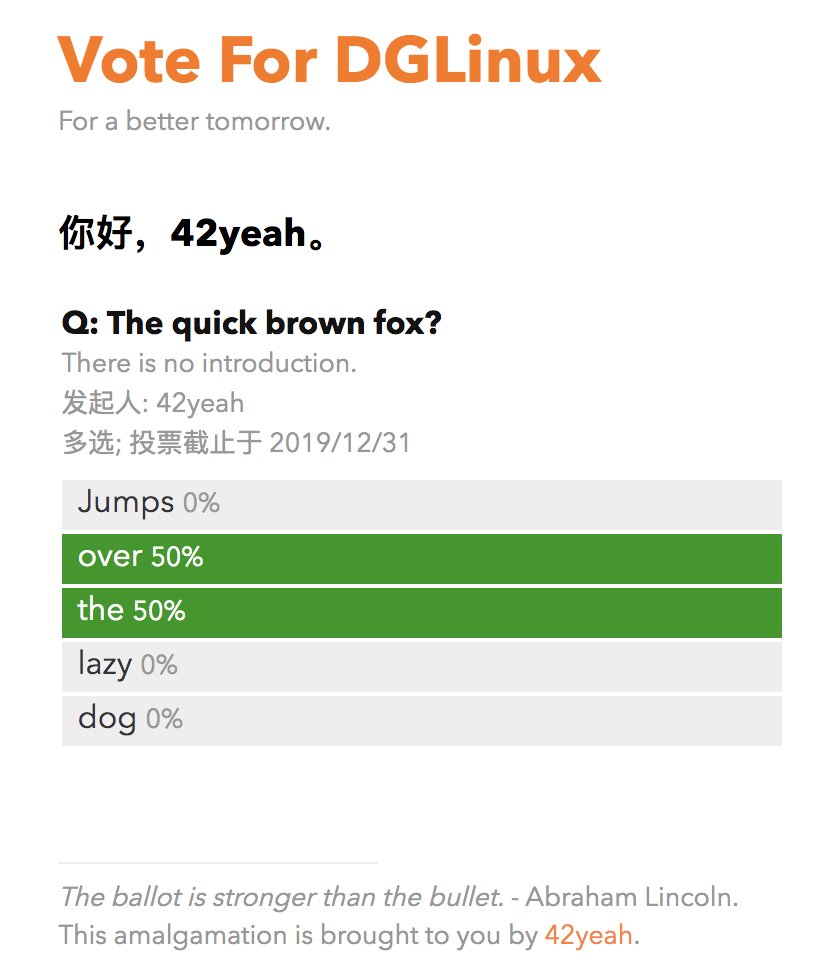 Vote For DGLinux
For a better tomorrow.
你好，42yeah。
Q: The quick brown fox?
There is no introduction.
发起人: 42yeah
多选; 投票截止于 2019/12/31
Jumps 0%
over 50%
the 50%
lazy 0%
dog 0%
The ballot is stronger than the bullet. - Abraham Lincoln.
This amalgamation is brought to you by 42yeah.